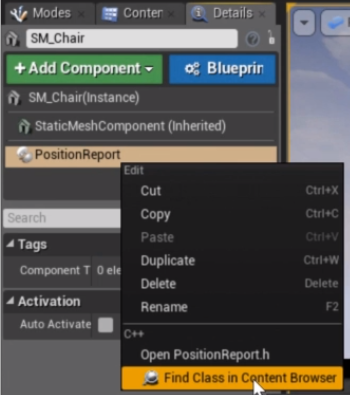 Modes Conten Details
SM_Chair
+ Add Component Blueprin
SM_Chair(Instance)
StaticMeshComponent (Inherited)
PositionReport
Edit
Cut Ctrl+X
Copy Ctrl+C
Paste Ctrl+V
Duplicate Ctrl+W
Delete Delete
Rename F2
C++
Open PositionReport.h
Find Class in Content Browser
Search
Tags
Component T 0 ele
Activation
Auto Activate